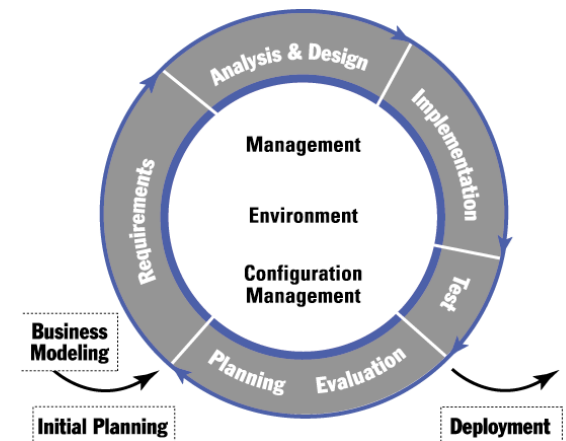 Analysis & Design
Implementation
Test
Evaluation
Planning
Requirements
Management
Environment
Configuration
Management
Business
Modeling
Initial Planning
Deployment